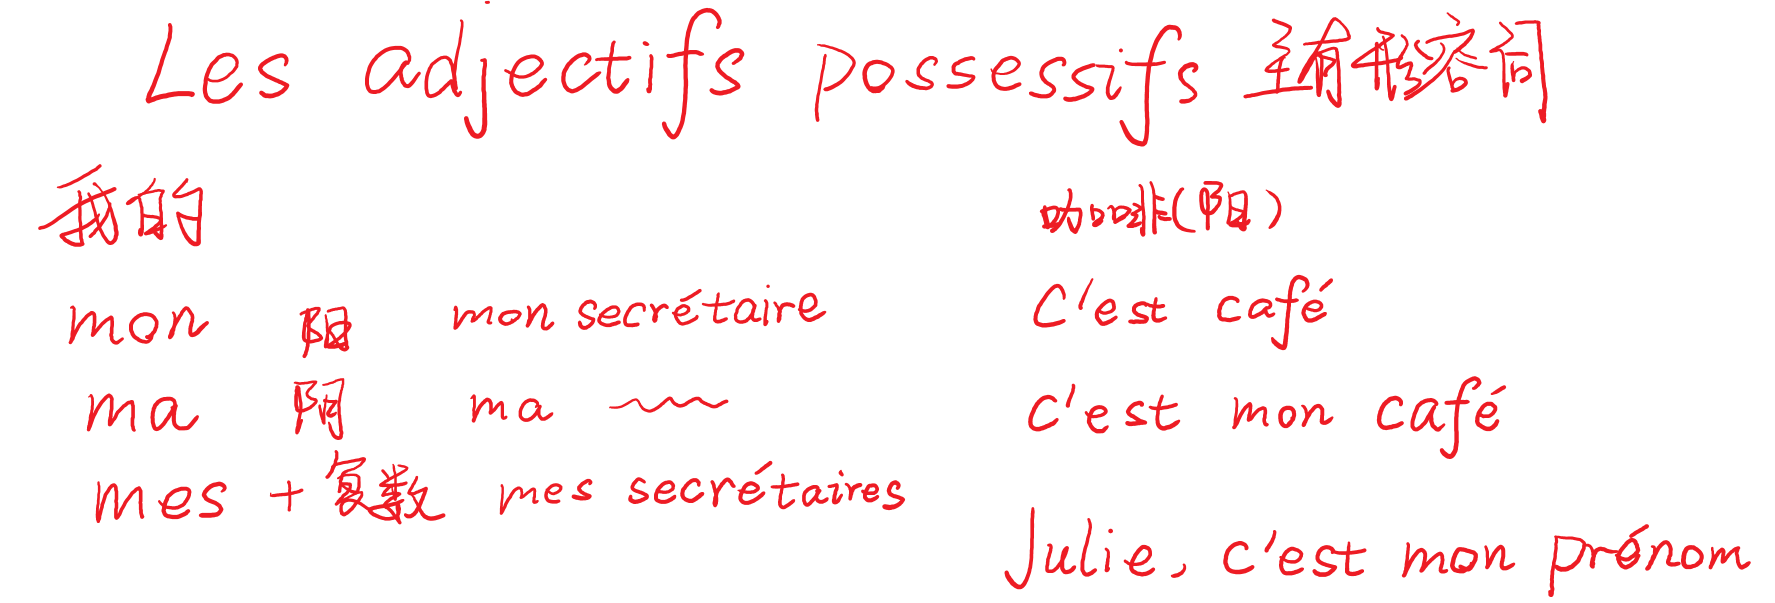 Les adjectifs possessifs 主有形容词
我的
mon 阳 mon secrétaire
ma 阴 ma
mes + 复数 mes secrétaires
咖啡(阳)
C'est café
C'est mon café
Julie, c'est mon prénom